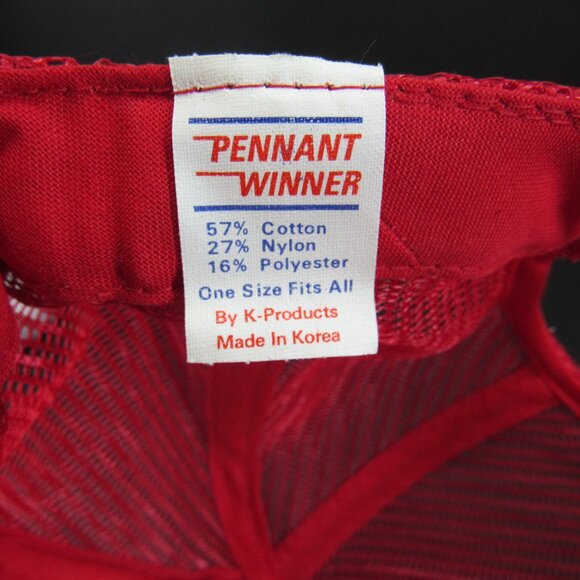 PENNANT
WINNER
57% Cotton
27% Nylon
16% Polyester
One Size Fits All
By K-Products
Made In Korea